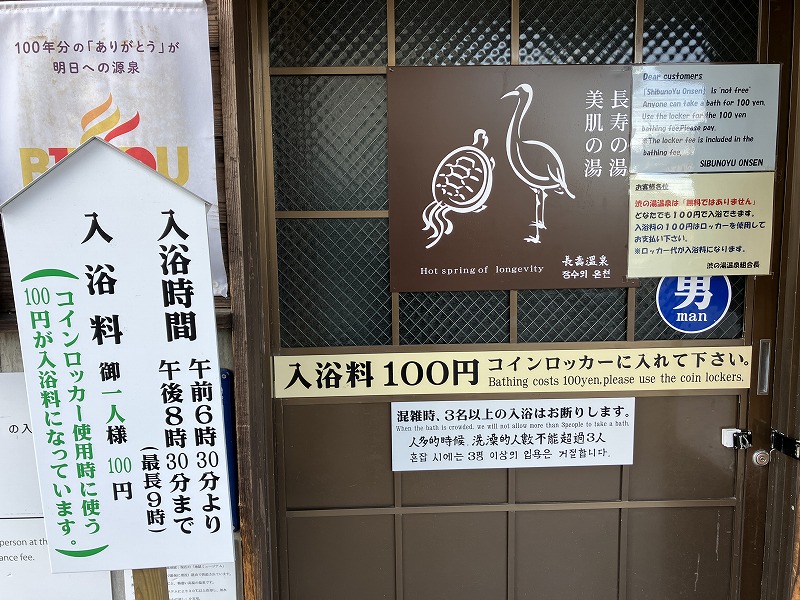 100年分の「ありがとう」が
明日への源泉
入浴時間
午前6時30分より
午後8時30分まで
(最長9時)
入浴料 御一人様 100円
(コインロッカー使用時に使う
100円が入浴料になっています。)
の入
person at the
ance fee.
長寿の湯
美肌の湯
Hot spring of longevity
長壽溫泉
장수의 온천
Dear customers
[ShibunoYu Onsen] is "not free"
Anyone can take a bath for 100 yen.
Use the locker for the 100 yen
bathing fee.Please pay.
※The locker fee is included in the
bathing fee.
SIBUNOYU ONSEN
お客様各位
渋の湯温泉は「無料ではありません」
どなたでも100円で入浴できます。
入浴料の100円はロッカーを使用して
お支払い下さい。
※ロッカー代が入浴料になります。
渋の湯温泉組合長
男
man
入浴料100円 コインロッカーに入れて下さい。
Bathing costs 100yen,please use the coin lockers.
混雑時、3名以上の入浴はお断りします。
When the bath is crowded, we will not allow more than 3people to take a bath.
人多的時候、洗澡的人數不能超過3人
혼잡 시에는 3명 이상의 입욕은 거절합니다.